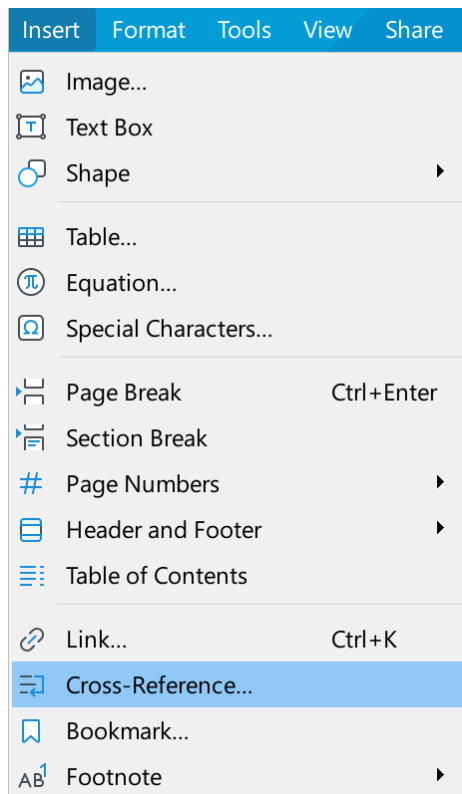 Insert Format Tools View Share
Image...
Text Box
Shape
Table...
Equation...
Special Characters...
Page Break Ctrl+Enter
Section Break
Page Numbers
Header and Footer
Table of Contents
Link... Ctrl+K
Cross-Reference...
Bookmark...
AB1 Footnote